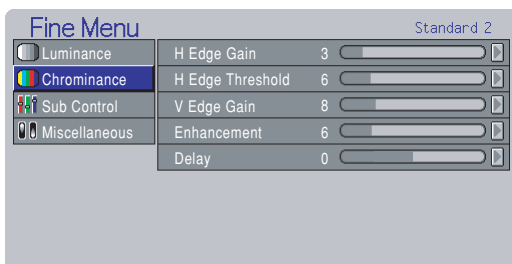 Fine Menu
Standard 2
Luminance
Chrominance
Sub Control
Miscellaneous
H Edge Gain 3
H Edge Threshold 6
V Edge Gain 8
Enhancement 6
Delay 0